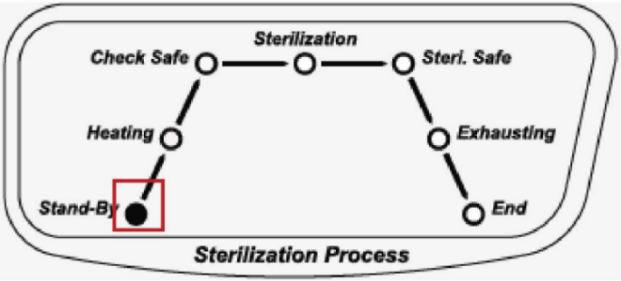 Sterilization
Check Safe
Steri. Safe
Heating
Exhausting
Stand-By
End
Sterilization Process